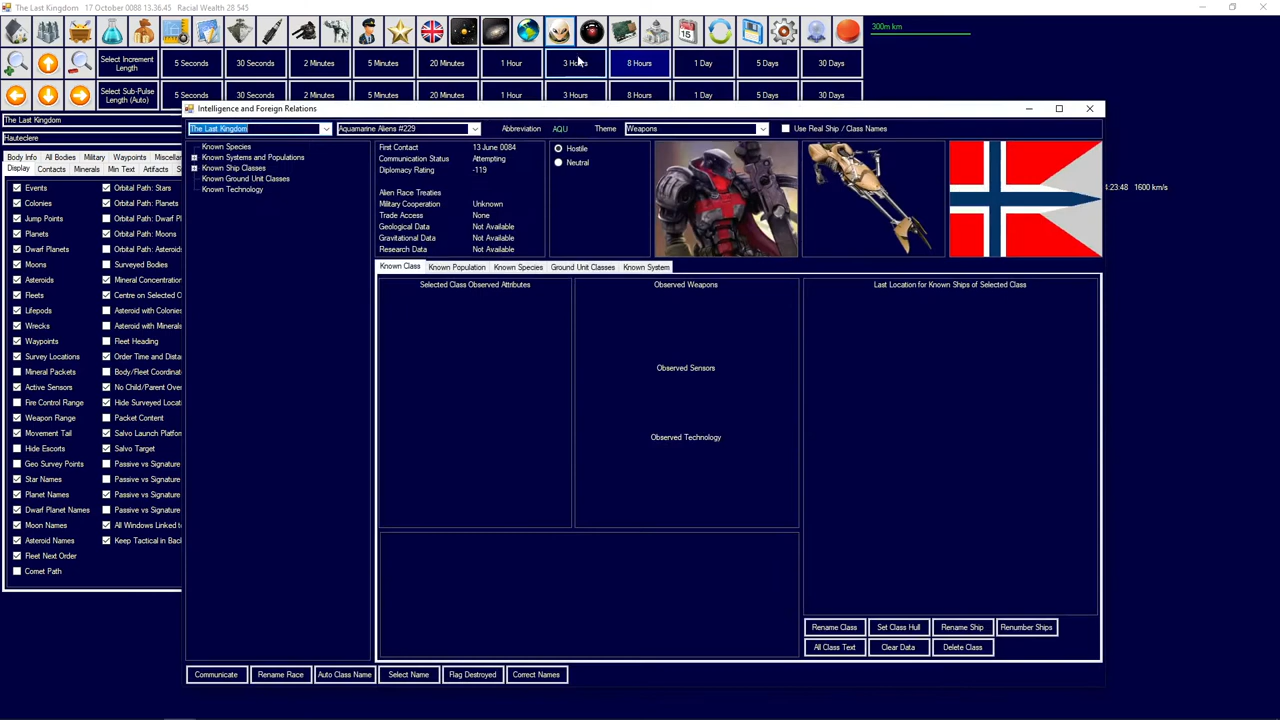 The Last Kingdom   17 October 0088 13.36.45   Racial Wealth 28 545
300m km
Select Increment Length
5 Seconds
30 Seconds
2 Minutes
5 Minutes
20 Minutes
1 Hour
3 Hours
8 Hours
1 Day
5 Days
30 Days
Select Sub-Pulse Length (Auto)
5 Seconds
30 Seconds
2 Minutes
5 Minutes
20 Minutes
1 Hour
3 Hours
8 Hours
1 Day
5 Days
30 Days
The Last Kingdom
Hauteclere
Body Info
All Bodies
Military
Waypoints
Miscellar
Display
Contacts
Minerals
Min Text
Artifacts
S
Events
Colonies
Jump Points
Planets
Dwarf Planets
Moons
Asteroids
Fleets
Lifepods
Wrecks
Waypoints
Survey Locations
Mineral Packets
Active Sensors
Fire Control Range
Weapon Range
Movement Tail
Hide Escorts
Geo Survey Points
Star Names
Planet Names
Dwarf Planet Names
Moon Names
Asteroid Names
Fleet Next Order
Comet Path
Orbital Path: Stars
Orbital Path: Planets
Orbital Path: Dwarf Pl
Orbital Path: Moons
Orbital Path: Asteroids
Surveyed Bodies
Mineral Concentration
Centre on Selected O
Asteroid with Colonies
Asteroid with Minerals
Fleet Heading
Order Time and Dista
Body/Fleet Coordinat
No Child/Parent Over
Hide Surveyed Locat
Packet Content
Salvo Launch Platfor
Salvo Target
Passive vs Signature
Passive vs Signature
Passive vs Signature
Passive vs Signature
All Windows Linked to
Keep Tactical in Back
Intelligence and Foreign Relations
The Last Kingdom
Aquamarine Aliens #229
Abbreviation AQU
Theme Weapons
Use Real Ship / Class Names
Known Species
Known Systems and Populations
Known Ship Classes
Known Ground Unit Classes
Known Technology
First Contact 13 June 0084
Communication Status Attempting
Diplomacy Rating -119
Alien Race Treaties
Military Cooperation Unknown
Trade Access None
Geological Data Not Available
Gravitational Data Not Available
Research Data Not Available
Hostile
Neutral
4:23:48   1600 km/s
Known Class
Known Population
Known Species
Ground Unit Classes
Known System
Selected Class Observed Attributes
Observed Weapons
Observed Sensors
Observed Technology
Last Location for Known Ships of Selected Class
Rename Class
Set Class Hull
Rename Ship
Renumber Ships
All Class Text
Clear Data
Delete Class
Communicate
Rename Race
Auto Class Name
Select Name
Flag Destroyed
Correct Names